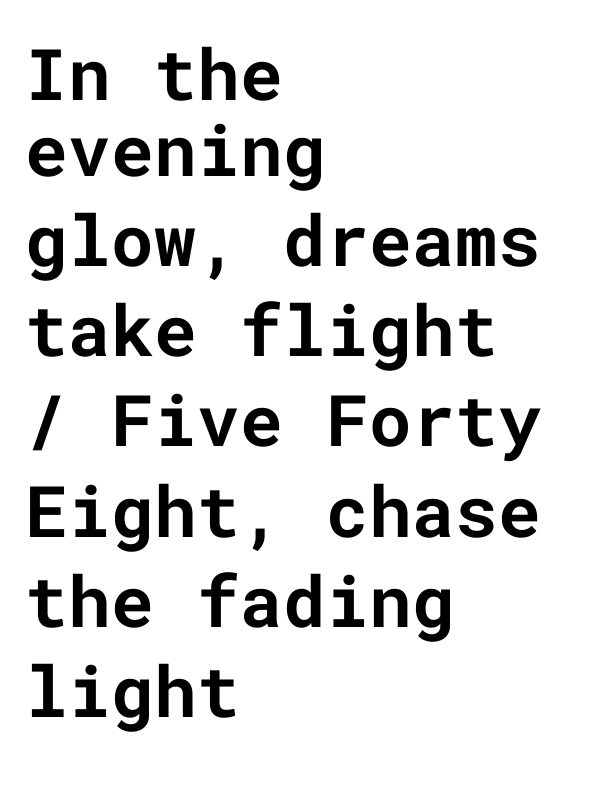 In the
evening
glow, dreams
take flight
/ Five Forty
Eight, chase
the fading
light